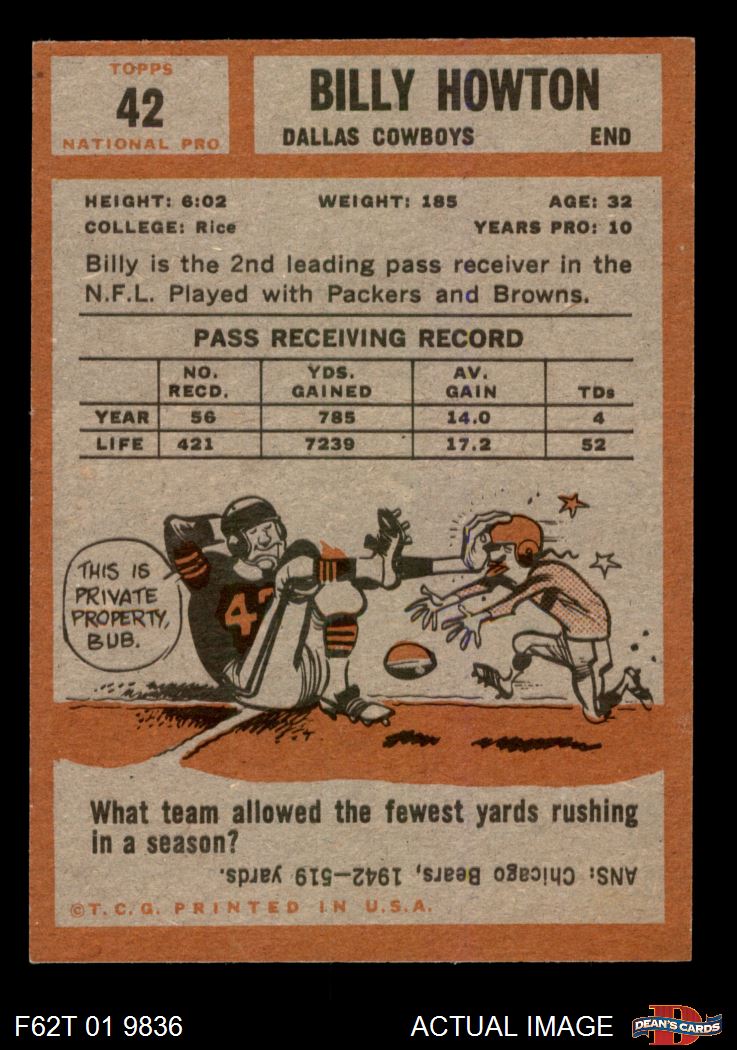 TOPPS
42
NATIONAL PRO
BILLY HOWTON
DALLAS COWBOYS END
HEIGHT: 6:02 WEIGHT: 185 AGE: 32
COLLEGE: Rice YEARS PRO: 10
Billy is the 2nd leading pass receiver in the
N.F.L. Played with Packers and Browns.
PASS RECEIVING RECORD
NO. RECD. YDS. GAINED AV. GAIN TDs
YEAR 56 785 14.0 4
LIFE 421 7239 17.2 52
THIS IS
PRIVATE
PROPERTY,
BUB.
42
What team allowed the fewest yards rushing
in a season?
ANS: Chicago Bears, 1942—519 yards.
©T.C.G. PRINTED IN U.S.A.
F62T 01 9836 ACTUAL IMAGE
D
DEAN'S CARDS